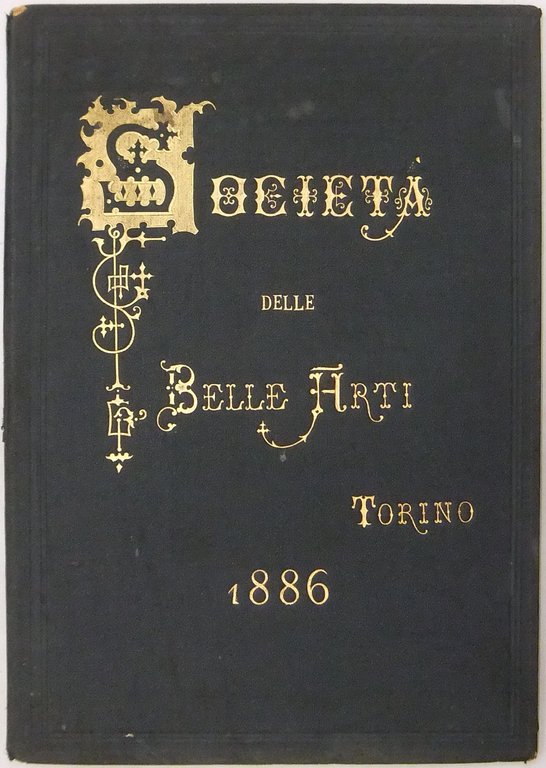 SOCIETÀ
DELLE
BELLE ARTI
TORINO
1886